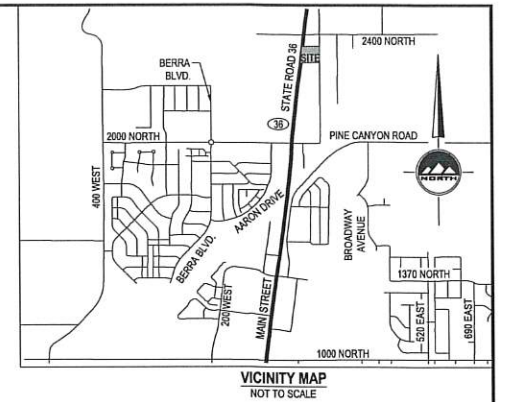 2400 NORTH
SITE
BERRA
BLVD.
STATE ROAD 36
36
2000 NORTH
PINE CANYON ROAD
NORTH
400 WEST
AARON DRIVE
BROADWAY
AVENUE
BERRA BLVD.
1370 NORTH
200 WEST
MAIN STREET
520 EAST
690 EAST
1000 NORTH
VICINITY MAP
NOT TO SCALE